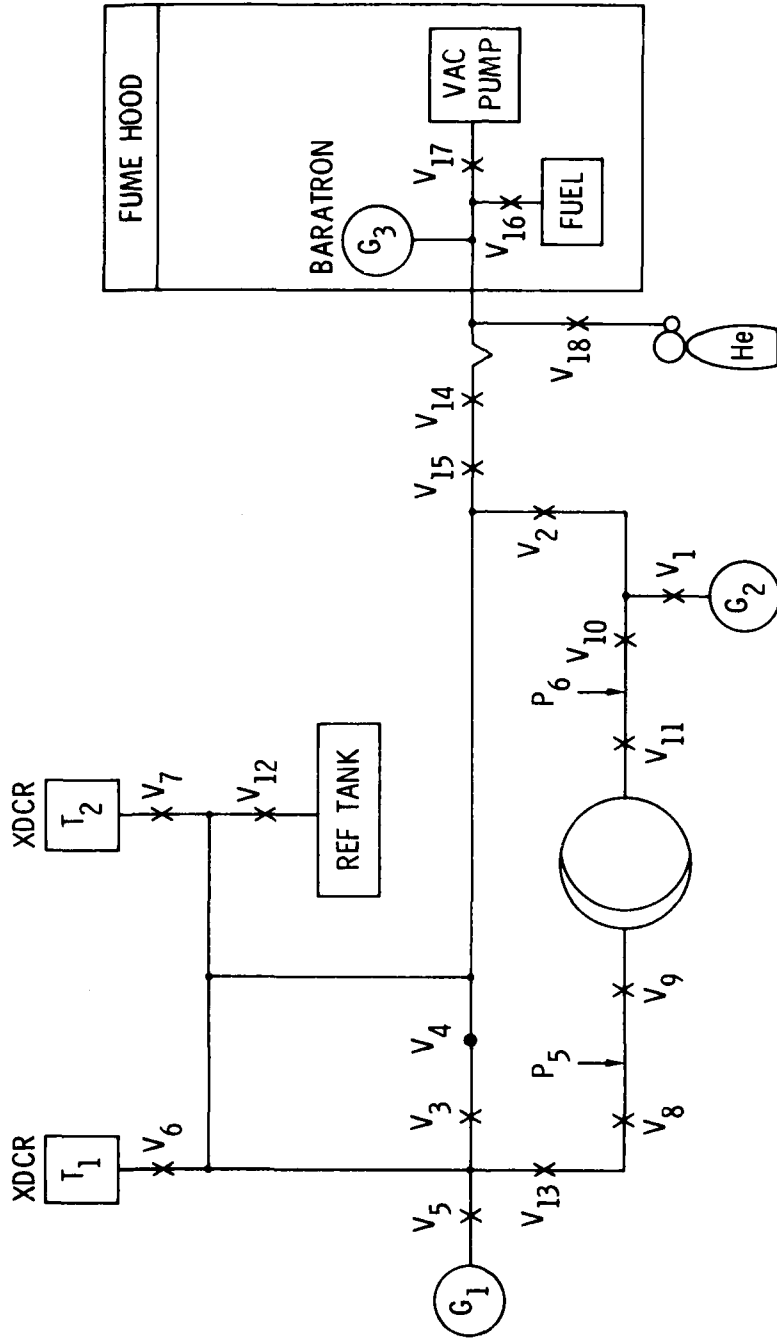 FUME HOOD
BARATRON
G3
VAC
PUMP
V17
V16
FUEL
V18
He
V14
V15
V2
V1
G2
V10
P6
V11
XDCR
T2
V7
V12
REF TANK
V4
V3
V9
P5
V8
XDCR
T1
V6
V5
V13
G1